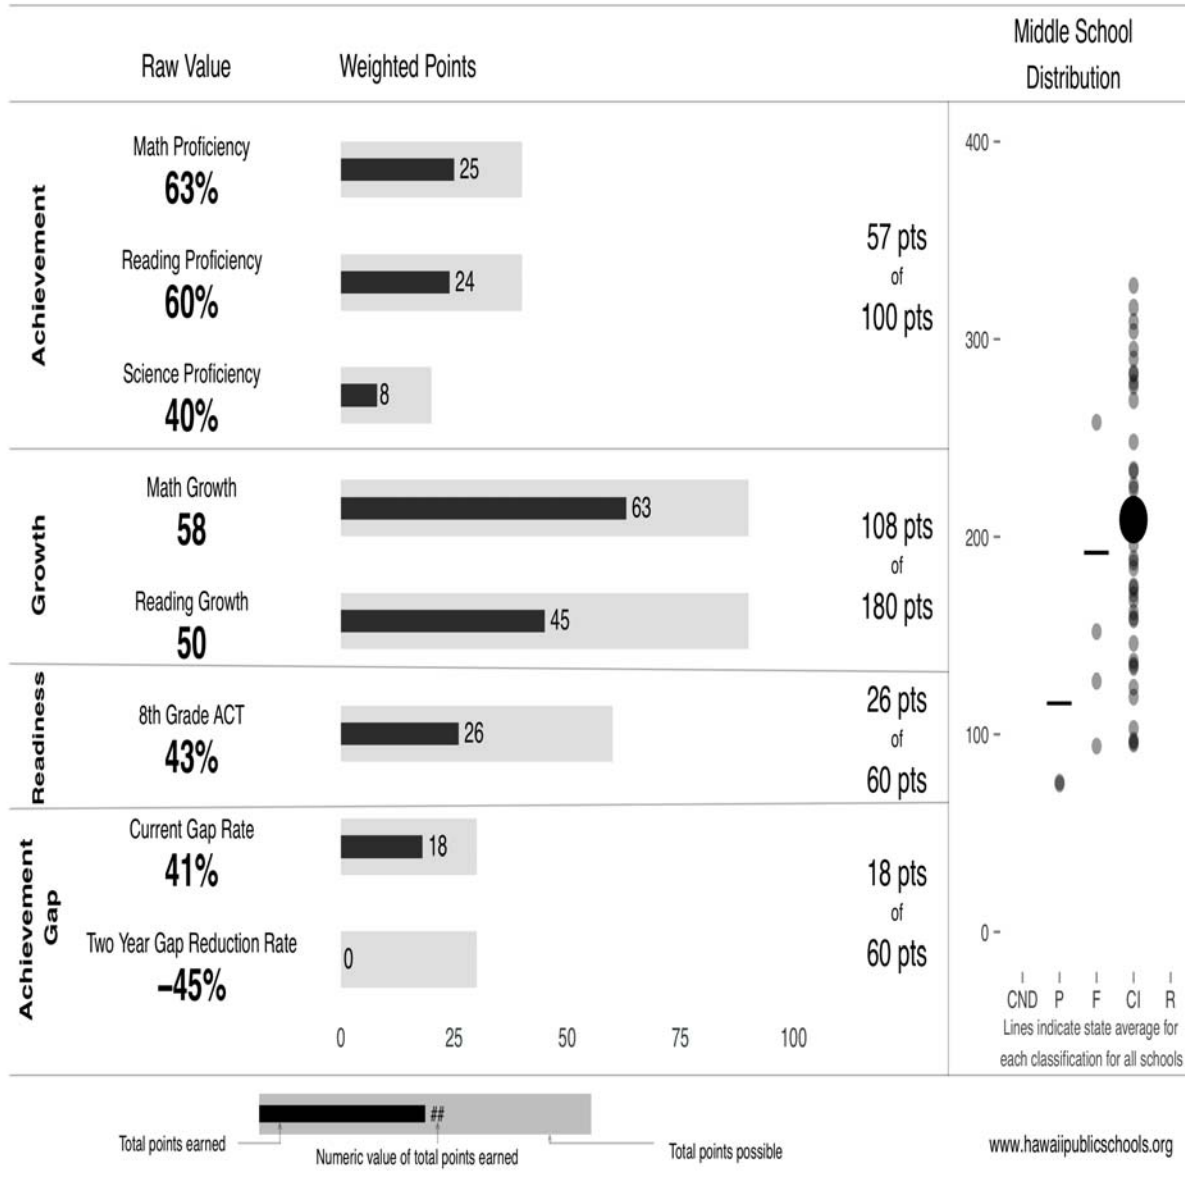 Raw Value
Weighted Points
Middle School
Distribution
Achievement
Math Proficiency
63%
25
Reading Proficiency
60%
24
Science Proficiency
40%
8
57 pts
of
100 pts
Growth
Math Growth
58
63
Reading Growth
50
45
108 pts
of
180 pts
Readiness
8th Grade ACT
43%
26
26 pts
of
60 pts
Achievement
Gap
Current Gap Rate
41%
18
Two Year Gap Reduction Rate
–45%
0
18 pts
of
60 pts
0 25 50 75 100
400
300
200
100
0
CND P F CI R
Lines indicate state average for
each classification for all schools
##
Total points earned
Numeric value of total points earned
Total points possible
www.hawaiipublicschools.org